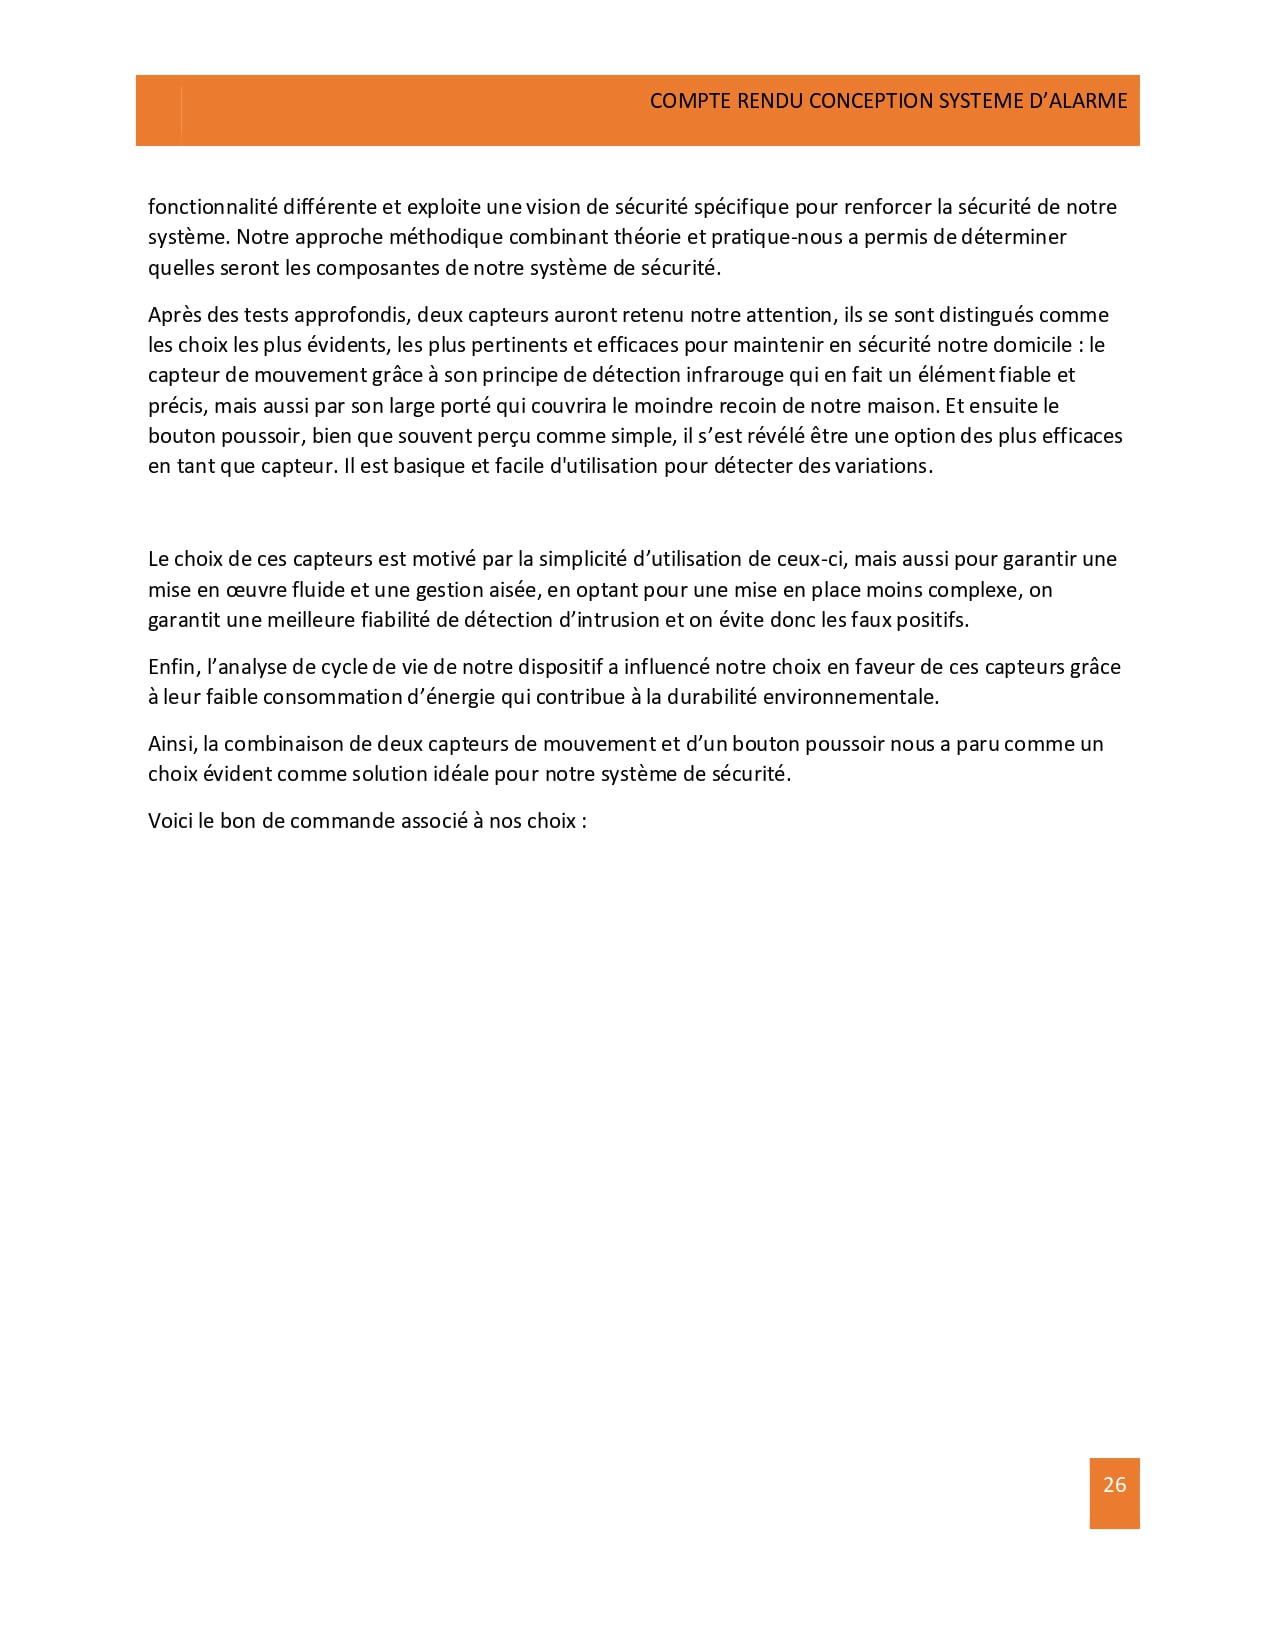 COMPTE RENDU CONCEPTION SYSTEME D’ALARME
fonctionnalité différente et exploite une vision de sécurité spécifique pour renforcer la sécurité de notre
système. Notre approche méthodique combinant théorie et pratique-nous a permis de déterminer
quelles seront les composantes de notre système de sécurité.
Après des tests approfondis, deux capteurs auront retenu notre attention, ils se sont distingués comme
les choix les plus évidents, les plus pertinents et efficaces pour maintenir en sécurité notre domicile : le
capteur de mouvement grâce à son principe de détection infrarouge qui en fait un élément fiable et
précis, mais aussi par son large porté qui couvrira le moindre recoin de notre maison. Et ensuite le
bouton poussoir, bien que souvent perçu comme simple, il s’est révélé être une option des plus efficaces
en tant que capteur. Il est basique et facile d'utilisation pour détecter des variations.
Le choix de ces capteurs est motivé par la simplicité d’utilisation de ceux-ci, mais aussi pour garantir une
mise en œuvre fluide et une gestion aisée, en optant pour une mise en place moins complexe, on
garantit une meilleure fiabilité de détection d’intrusion et on évite donc les faux positifs.
Enfin, l’analyse de cycle de vie de notre dispositif a influencé notre choix en faveur de ces capteurs grâce
à leur faible consommation d’énergie qui contribue à la durabilité environnementale.
Ainsi, la combinaison de deux capteurs de mouvement et d’un bouton poussoir nous a paru comme un
choix évident comme solution idéale pour notre système de sécurité.
Voici le bon de commande associé à nos choix :
26